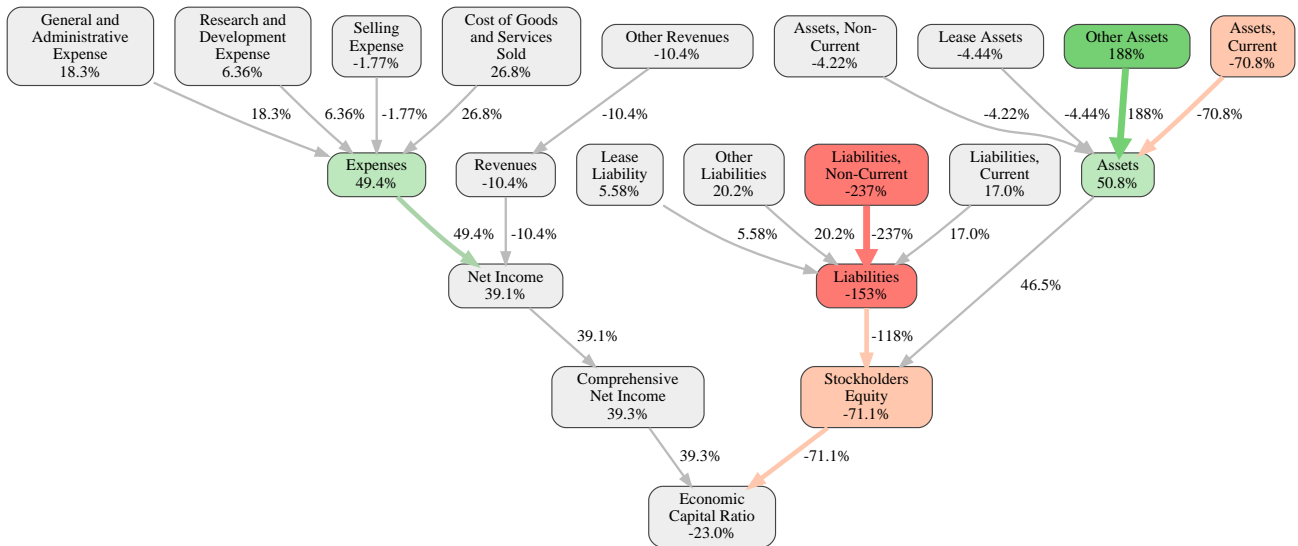 General and
Administrative
Expense
18.3%
Research and
Development
Expense
6.36%
Selling
Expense
-1.77%
Cost of Goods
and Services
Sold
26.8%
Other Revenues
-10.4%
Assets, Non-
Current
-4.22%
Lease Assets
-4.44%
Other Assets
188%
Assets,
Current
-70.8%
18.3%
6.36%
-1.77%
26.8%
-10.4%
-4.22%
-4.44%
188%
-70.8%
Expenses
49.4%
Revenues
-10.4%
Lease
Liability
5.58%
Other
Liabilities
20.2%
Liabilities,
Non-Current
-237%
Liabilities,
Current
17.0%
Assets
50.8%
49.4%
-10.4%
5.58%
20.2%
-237%
17.0%
46.5%
Net Income
39.1%
Liabilities
-153%
39.1%
-118%
Comprehensive
Net Income
39.3%
Stockholders
Equity
-71.1%
39.3%
-71.1%
Economic
Capital Ratio
-23.0%